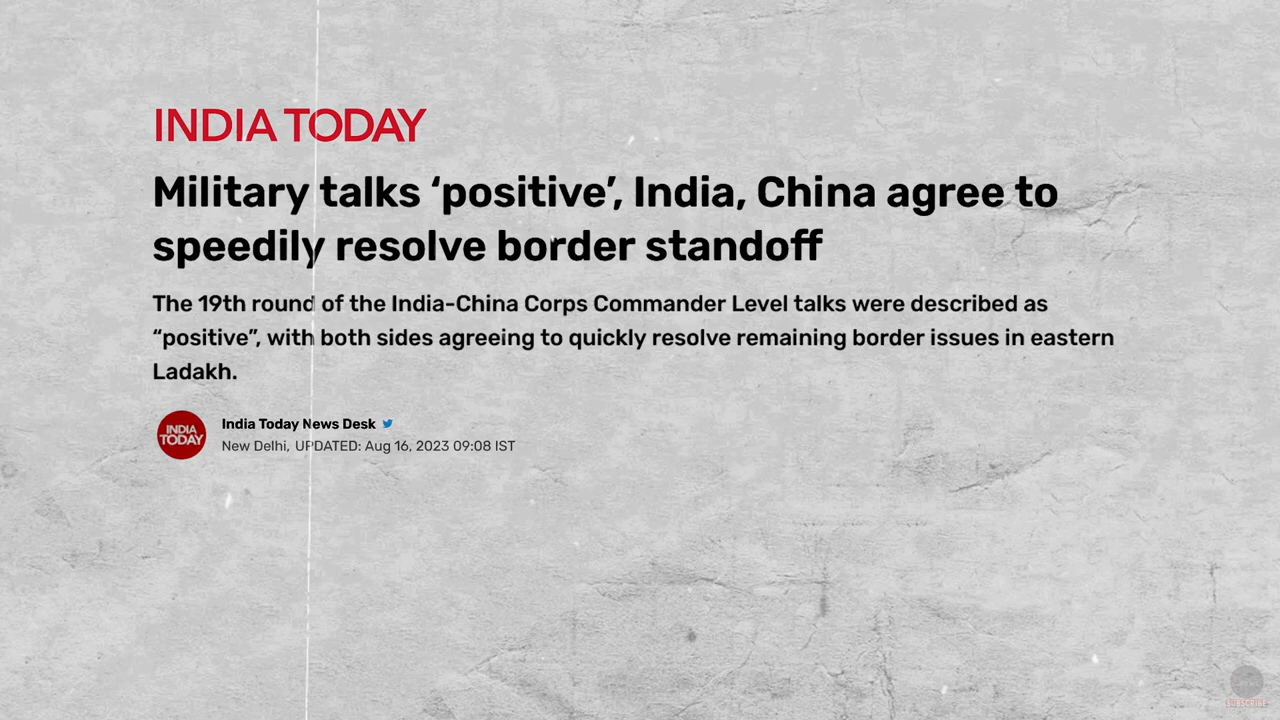 INDIA TODAY
Military talks ‘positive’, India, China agree to
speedily resolve border standoff
The 19th round of the India-China Corps Commander Level talks were described as
“positive”, with both sides agreeing to quickly resolve remaining border issues in eastern
Ladakh.
INDIA
TODAY
India Today News Desk
New Delhi, UPDATED: Aug 16, 2023 09:08 IST
SUBSCRIBE